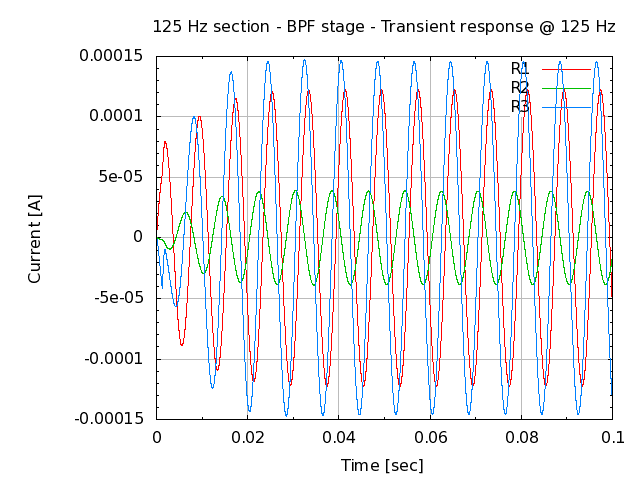 125 Hz section - BPF stage - Transient response @ 125 Hz
0.00015
R1
R2
0.0001
R3
5e-05
Current [A]
0
-5e-05
-0.0001
-0.00015
0 0.02 0.04 0.06 0.08 0.1
Time [sec]